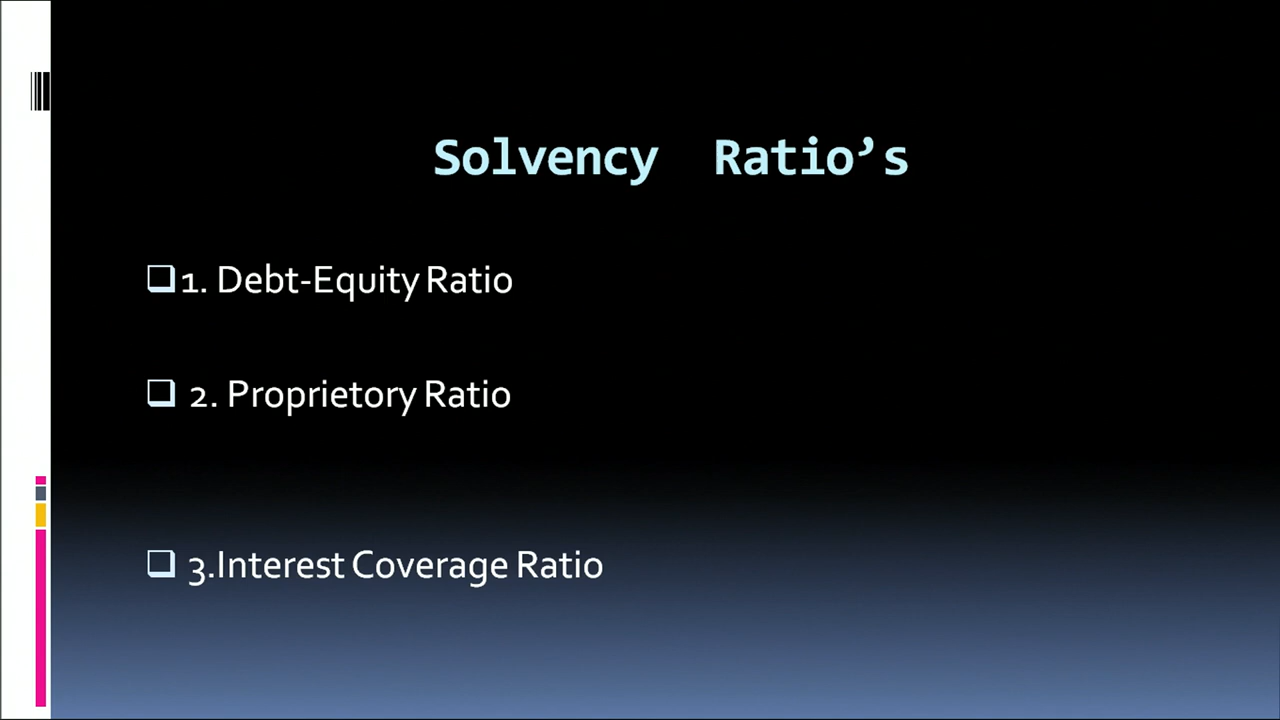 Solvency Ratio’s
1. Debt-Equity Ratio
2. Proprietory Ratio
3.Interest Coverage Ratio